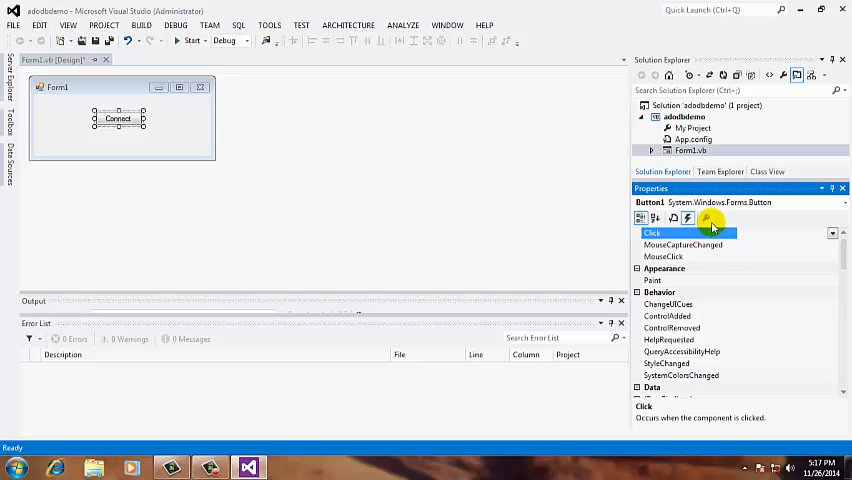 adodbdemo - Microsoft Visual Studio (Administrator)
Quick Launch (Ctrl+Q)
FILE EDIT VIEW PROJECT BUILD DEBUG TEAM SQL TOOLS TEST ARCHITECTURE ANALYZE WINDOW HELP
Start Debug
Form1.vb [Design]*
Server Explorer
Toolbox
Data Sources
Form1
Connect
Solution Explorer
Search Solution Explorer (Ctrl+;)
Solution 'adodbdemo' (1 project)
adodbdemo
My Project
App.config
Form1.vb
Solution Explorer Team Explorer Class View
Properties
Button1 System.Windows.Forms.Button
Click
MouseCaptureChanged
MouseClick
Appearance
Paint
Behavior
ChangeUICues
ControlAdded
ControlRemoved
HelpRequested
QueryAccessibilityHelp
StyleChanged
SystemColorsChanged
Data
Click
Occurs when the component is clicked.
Output
Error List
0 Errors 0 Warnings 0 Messages
Search Error List
Description File Line Column Project
Ready
5:17 PM
11/26/2014